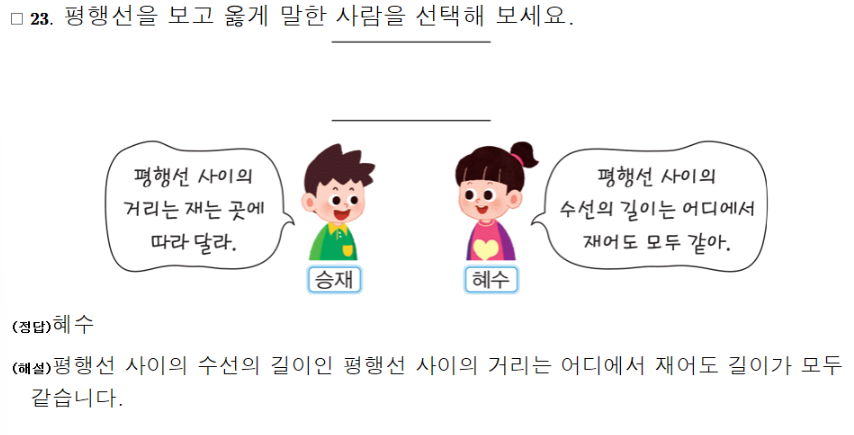 □ 23. 평행선을 보고 옳게 말한 사람을 선택해 보세요.
평행선 사이의
거리는 재는 곳에
따라 달라.
승재
평행선 사이의
수선의 길이는 어디에서
재어도 모두 같아.
혜수
(정답)혜수
(해설)평행선 사이의 수선의 길이인 평행선 사이의 거리는 어디에서 재어도 길이가 모두
같습니다.